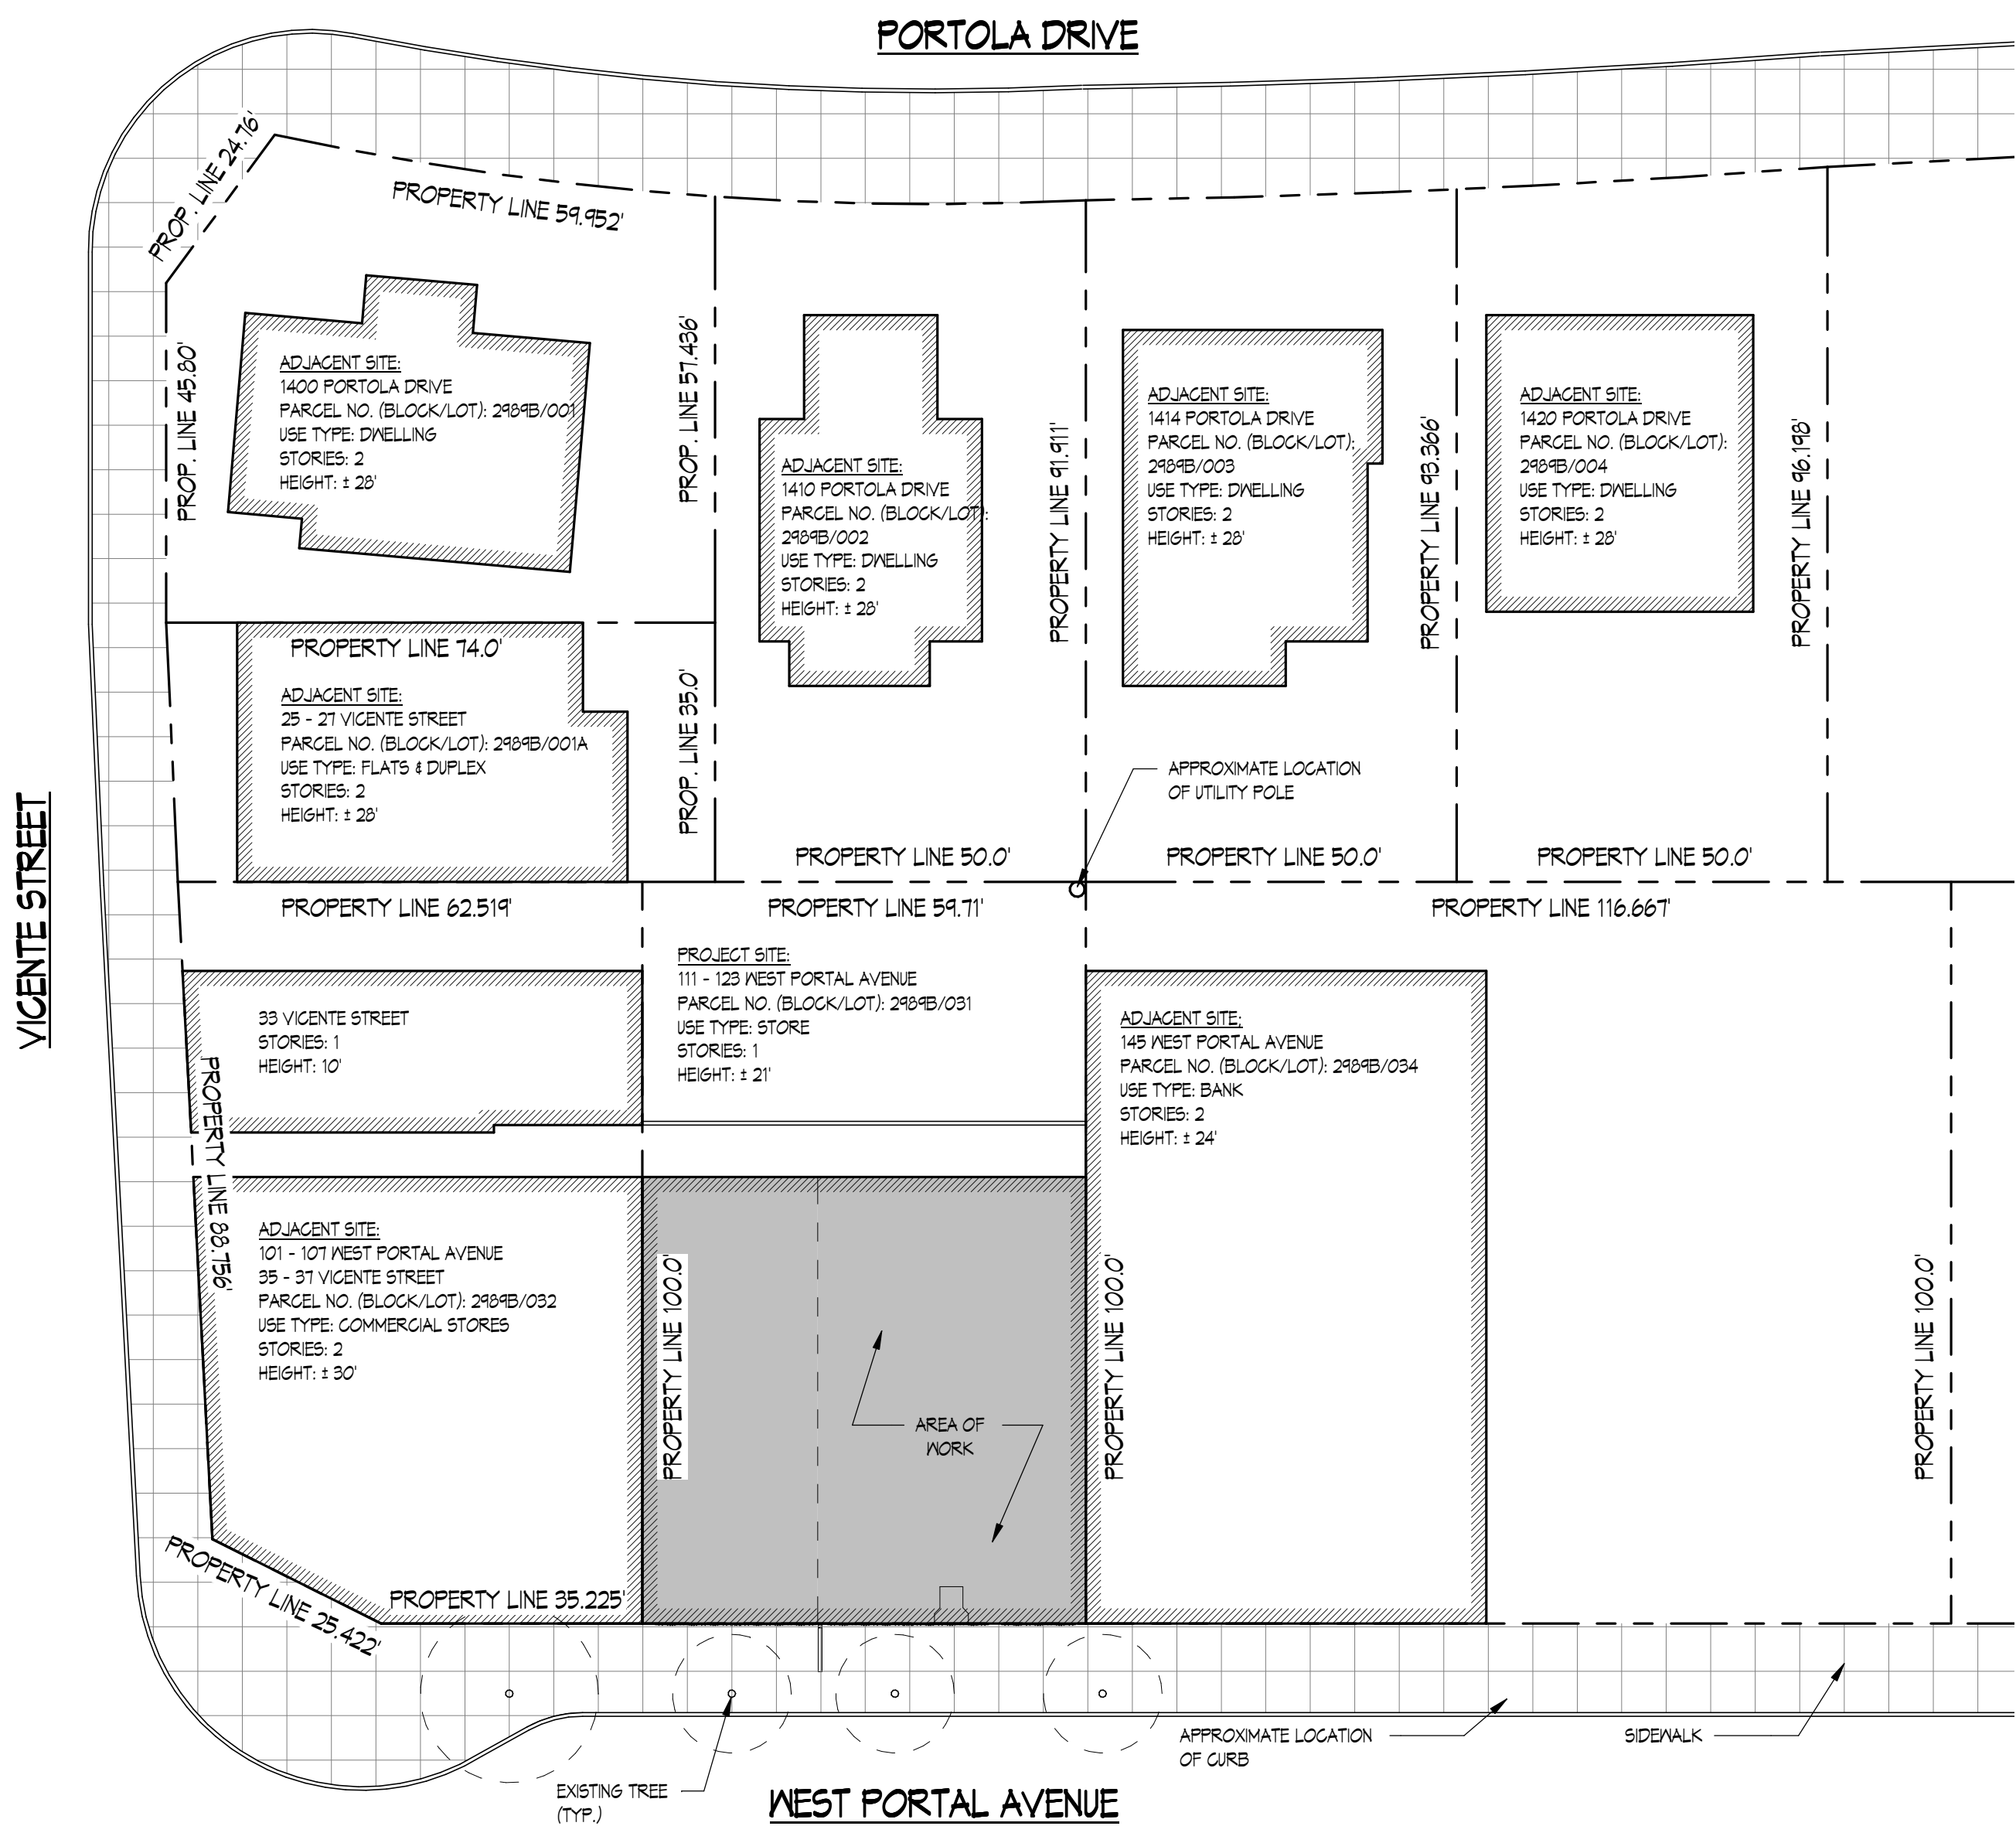 PORTOLA DRIVE
PROP. LINE 24.76'
PROPERTY LINE 59.952'
PROP. LINE 45.80'
ADJACENT SITE:
1400 PORTOLA DRIVE
PARCEL NO. (BLOCK/LOT): 2989B/001
USE TYPE: DWELLING
STORIES: 2
HEIGHT: ± 28'
PROP. LINE 57.436'
ADJACENT SITE:
1410 PORTOLA DRIVE
PARCEL NO. (BLOCK/LOT):
2989B/002
USE TYPE: DWELLING
STORIES: 2
HEIGHT: ± 28'
PROPERTY LINE 91.911'
ADJACENT SITE:
1414 PORTOLA DRIVE
PARCEL NO. (BLOCK/LOT):
2989B/003
USE TYPE: DWELLING
STORIES: 2
HEIGHT: ± 28'
PROPERTY LINE 93.366'
ADJACENT SITE:
1420 PORTOLA DRIVE
PARCEL NO. (BLOCK/LOT):
2989B/004
USE TYPE: DWELLING
STORIES: 2
HEIGHT: ± 28'
PROPERTY LINE 96.198'
PROPERTY LINE 74.0'
ADJACENT SITE:
25 - 27 VICENTE STREET
PARCEL NO. (BLOCK/LOT): 2989B/001A
USE TYPE: FLATS & DUPLEX
STORIES: 2
HEIGHT: ± 28'
PROP. LINE 35.0'
APPROXIMATE LOCATION
OF UTILITY POLE
PROPERTY LINE 50.0'
PROPERTY LINE 50.0'
PROPERTY LINE 50.0'
VICENTE STREET
PROPERTY LINE 62.519'
PROPERTY LINE 59.71'
PROPERTY LINE 116.667'
PROJECT SITE:
111 - 123 WEST PORTAL AVENUE
PARCEL NO. (BLOCK/LOT): 2989B/031
USE TYPE: STORE
STORIES: 1
HEIGHT: ± 21'
33 VICENTE STREET
STORIES: 1
HEIGHT: 10'
ADJACENT SITE;
145 WEST PORTAL AVENUE
PARCEL NO. (BLOCK/LOT): 2989B/034
USE TYPE: BANK
STORIES: 2
HEIGHT: ± 24'
PROPERTY LINE 88.756'
ADJACENT SITE:
101 - 107 WEST PORTAL AVENUE
35 - 37 VICENTE STREET
PARCEL NO. (BLOCK/LOT): 2989B/032
USE TYPE: COMMERCIAL STORES
STORIES: 2
HEIGHT: ± 30'
PROPERTY LINE 100.0'
PROPERTY LINE 100.0'
PROPERTY LINE 100.0'
AREA OF
WORK
PROPERTY LINE 25.422'
PROPERTY LINE 35.225'
APPROXIMATE LOCATION
OF CURB
SIDEWALK
EXISTING TREE
(TYP.)
WEST PORTAL AVENUE